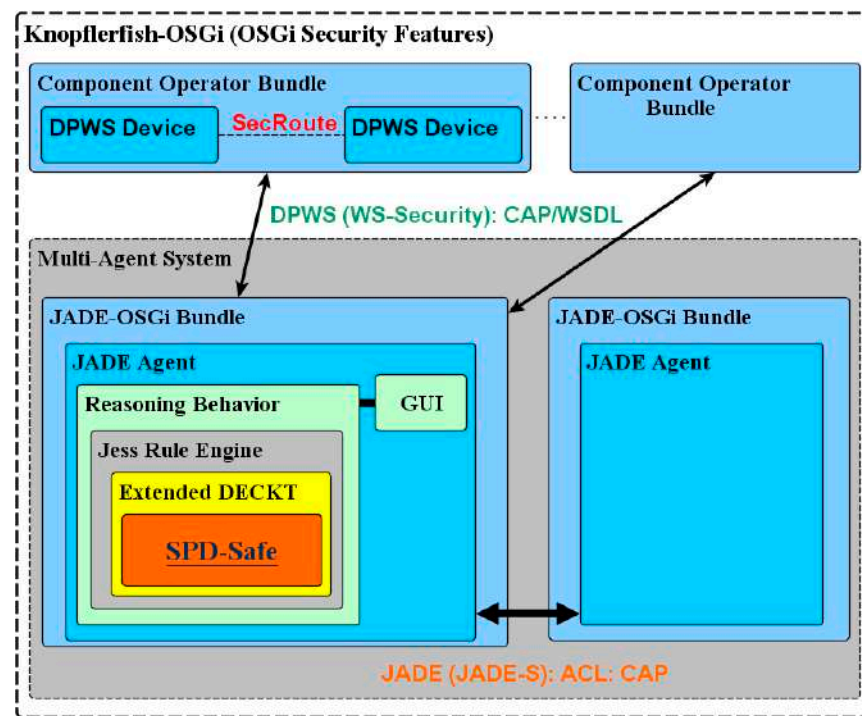 Knopflerfish-OSGi (OSGi Security Features)
Component Operator Bundle
DPWS Device
SecRoute
DPWS Device
Component Operator
Bundle
DPWS (WS-Security): CAP/WSDL
Multi-Agent System
JADE-OSGi Bundle
JADE Agent
Reasoning Behavior
GUI
Jess Rule Engine
Extended DECKT
SPD-Safe
JADE-OSGi Bundle
JADE Agent
JADE (JADE-S): ACL: CAP